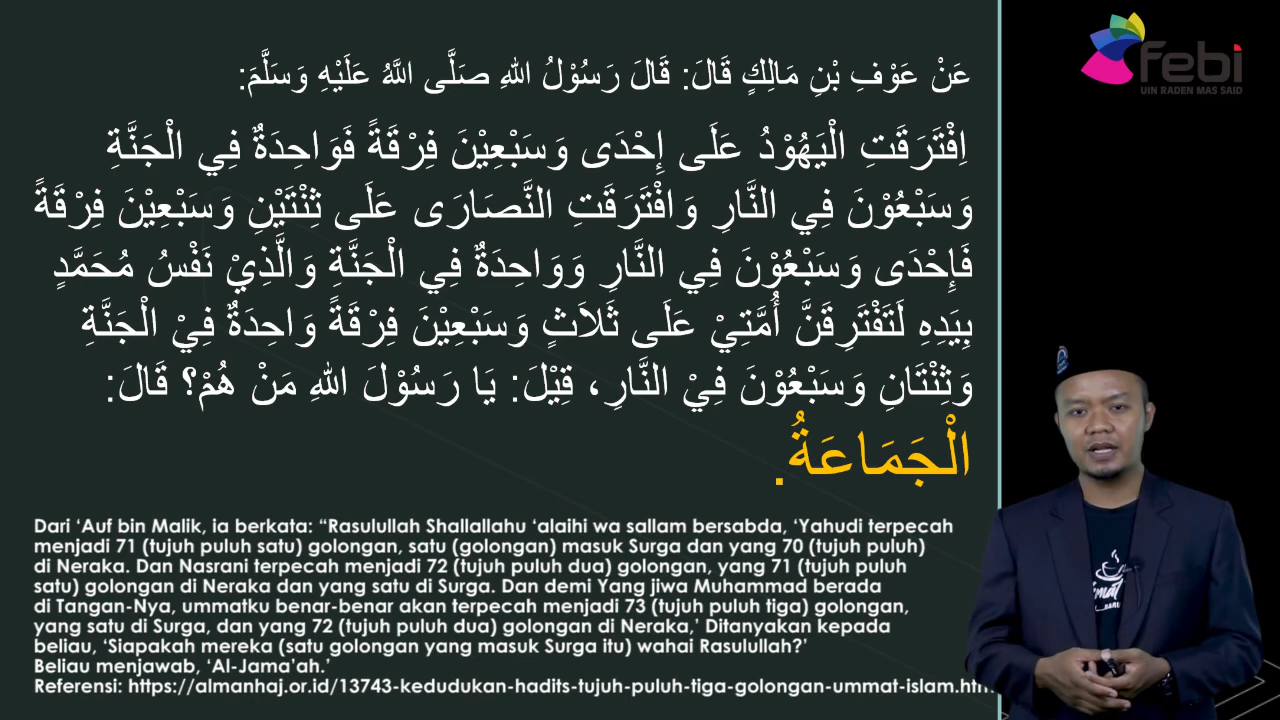 عَنْ عَوْفِ بْنِ مَالِكٍ قَالَ: قَالَ رَسُوْلُ اللهِ صَلَّى اللهُ عَلَيْهِ وَسَلَّمَ:
اِفْتَرَقَتِ الْيَهُوْدُ عَلَى إِحْدَى وَسَبْعِيْنَ فِرْقَةً فَوَاحِدَةٌ فِي الْجَنَّةِ
وَسَبْعُوْنَ فِي النَّارِ وَافْتَرَقَتِ النَّصَارَى عَلَى ثِنْتَيْنِ وَسَبْعِيْنَ فِرْقَةً
فَإِحْدَى وَسَبْعُوْنَ فِي النَّارِ وَوَاحِدَةٌ فِي الْجَنَّةِ وَالَّذِيْ نَفْسُ مُحَمَّدٍ
بِيَدِهِ لَتَفْتَرِقَنَّ أُمَّتِيْ عَلَى ثَلاَثٍ وَسَبْعِيْنَ فِرْقَةً وَاحِدَةٌ فِيْ الْجَنَّةِ
وَثِنْتَانِ وَسَبْعُوْنَ فِيْ النَّارِ، قِيْلَ: يَا رَسُوْلَ اللهِ مَنْ هُمْ؟ قَالَ:
الْجَمَاعَةُ.
Dari ‘Auf bin Malik, ia berkata: “Rasulullah Shallallahu ‘alaihi wa sallam bersabda, ‘Yahudi terpecah
menjadi 71 (tujuh puluh satu) golongan, satu (golongan) masuk Surga dan yang 70 (tujuh puluh)
di Neraka. Dan Nasrani terpecah menjadi 72 (tujuh puluh dua) golongan, yang 71 (tujuh puluh
satu) golongan di Neraka dan yang satu di Surga. Dan demi Yang jiwa Muhammad berada
di Tangan-Nya, ummatku benar-benar akan terpecah menjadi 73 (tujuh puluh tiga) golongan,
yang satu di Surga, dan yang 72 (tujuh puluh dua) golongan di Neraka,’ Ditanyakan kepada
beliau, ‘Siapakah mereka (satu golongan yang masuk Surga itu) wahai Rasulullah?’
Beliau menjawab, ‘Al-Jama’ah.’
Referensi: https://almanhaj.or.id/13743-kedudukan-hadits-tujuh-puluh-tiga-golongan-ummat-islam.htm
febi
UIN RADEN MAS SAID